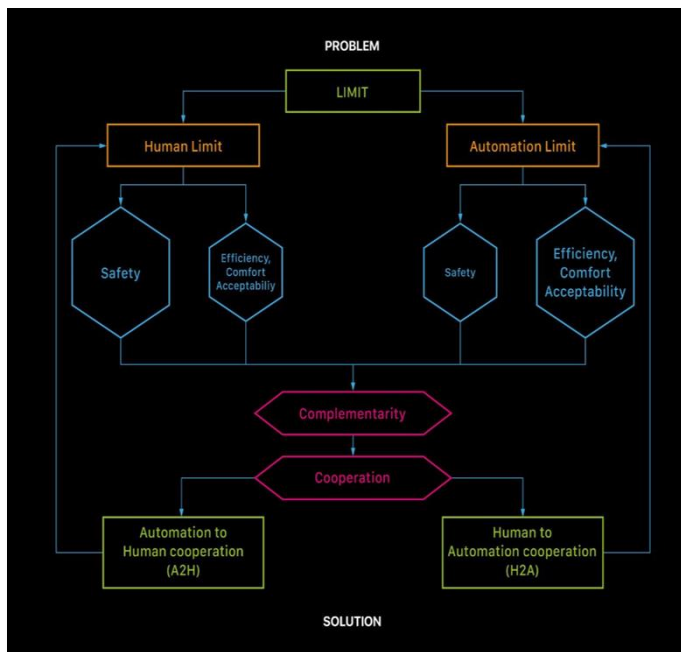 PROBLEM
LIMIT
Human Limit
Automation Limit
Safety
Efficiency,
Comfort
Acceptabiliy
Safety
Efficiency,
Comfort
Acceptability
Complementarity
Cooperation
Automation to
Human cooperation
(A2H)
Human to
Automation cooperation
(H2A)
SOLUTION